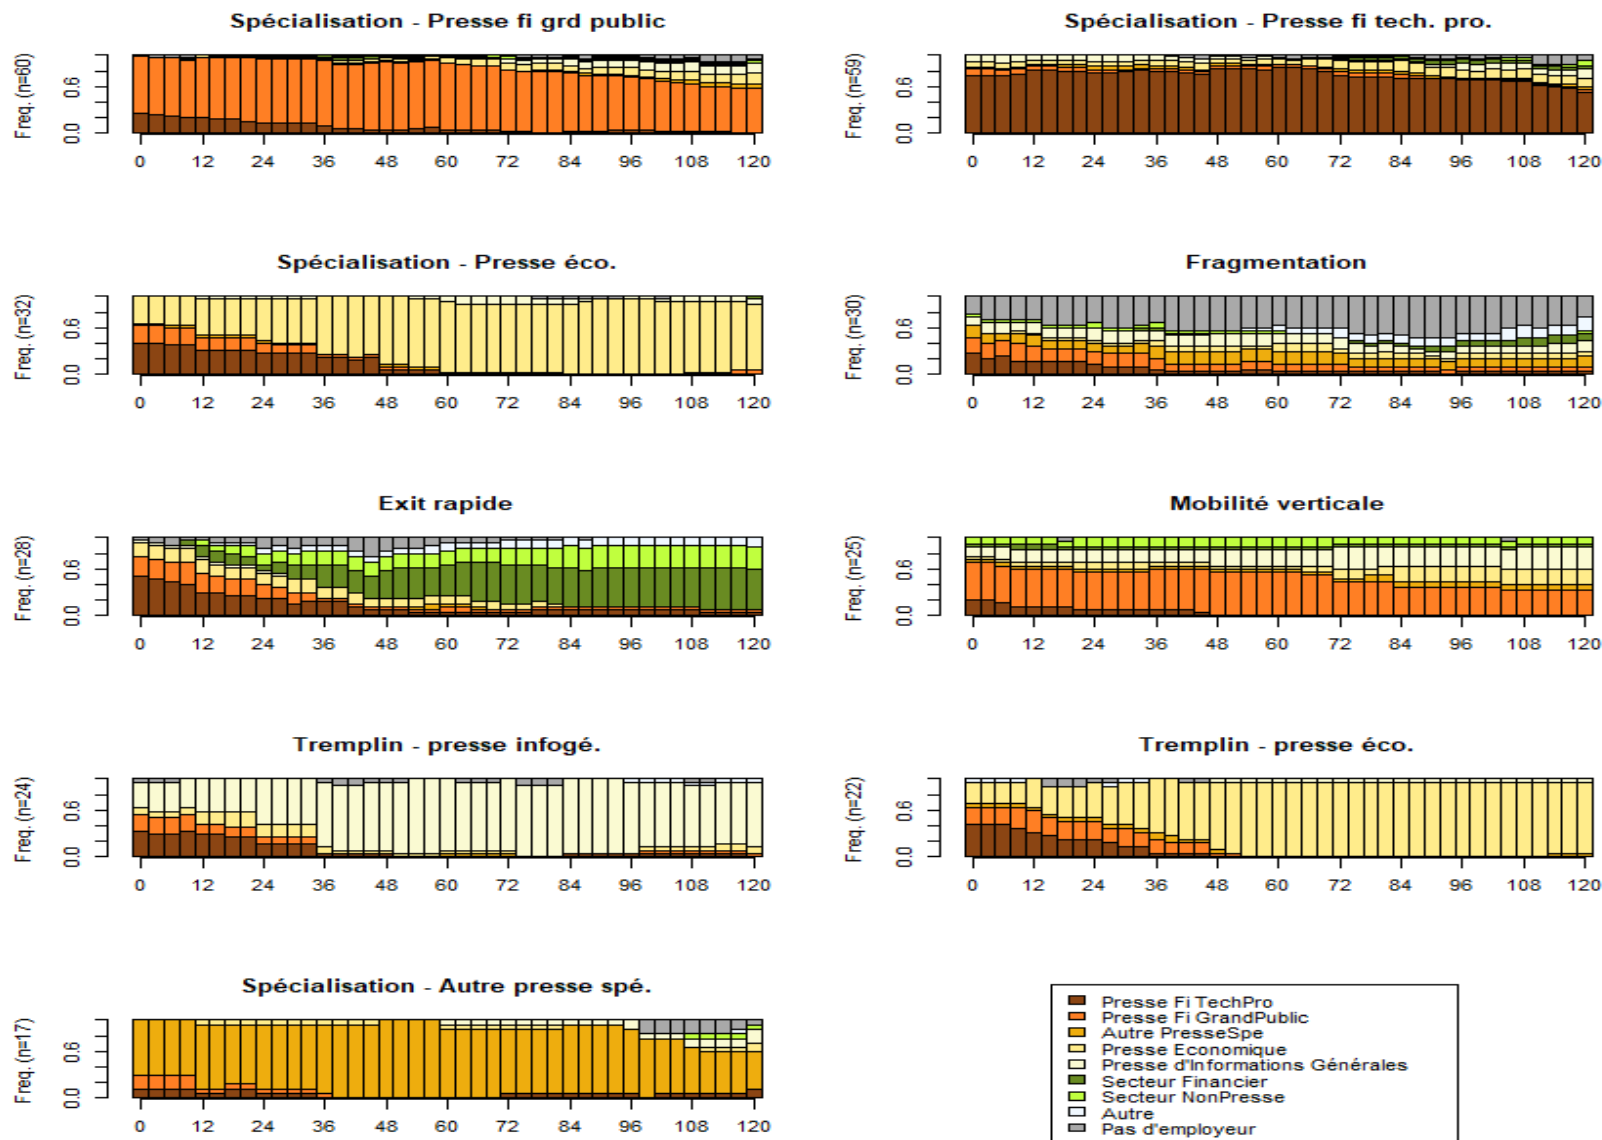 Spécialisation - Presse fi grd public
Freq. (n=60)
0.0 0.6
0 12 24 36 48 60 72 84 96 108 120
Spécialisation - Presse fi tech. pro.
Freq. (n=59)
0.0 0.6
0 12 24 36 48 60 72 84 96 108 120
Spécialisation - Presse éco.
Freq. (n=32)
0.0 0.6
0 12 24 36 48 60 72 84 96 108 120
Fragmentation
Freq. (n=30)
0.0 0.6
0 12 24 36 48 60 72 84 96 108 120
Exit rapide
Freq. (n=28)
0.0 0.6
0 12 24 36 48 60 72 84 96 108 120
Mobilité verticale
Freq. (n=25)
0.0 0.6
0 12 24 36 48 60 72 84 96 108 120
Tremplin - presse infogé.
Freq. (n=24)
0.0 0.6
0 12 24 36 48 60 72 84 96 108 120
Tremplin - presse éco.
Freq. (n=22)
0.0 0.6
0 12 24 36 48 60 72 84 96 108 120
Spécialisation - Autre presse spé.
Freq. (n=17)
0.0 0.6
0 12 24 36 48 60 72 84 96 108 120
Presse Fi TechPro
Presse Fi GrandPublic
Autre PresseSpe
Presse Economique
Presse d'Informations Générales
Secteur Financier
Secteur NonPresse
Autre
Pas d'employeur